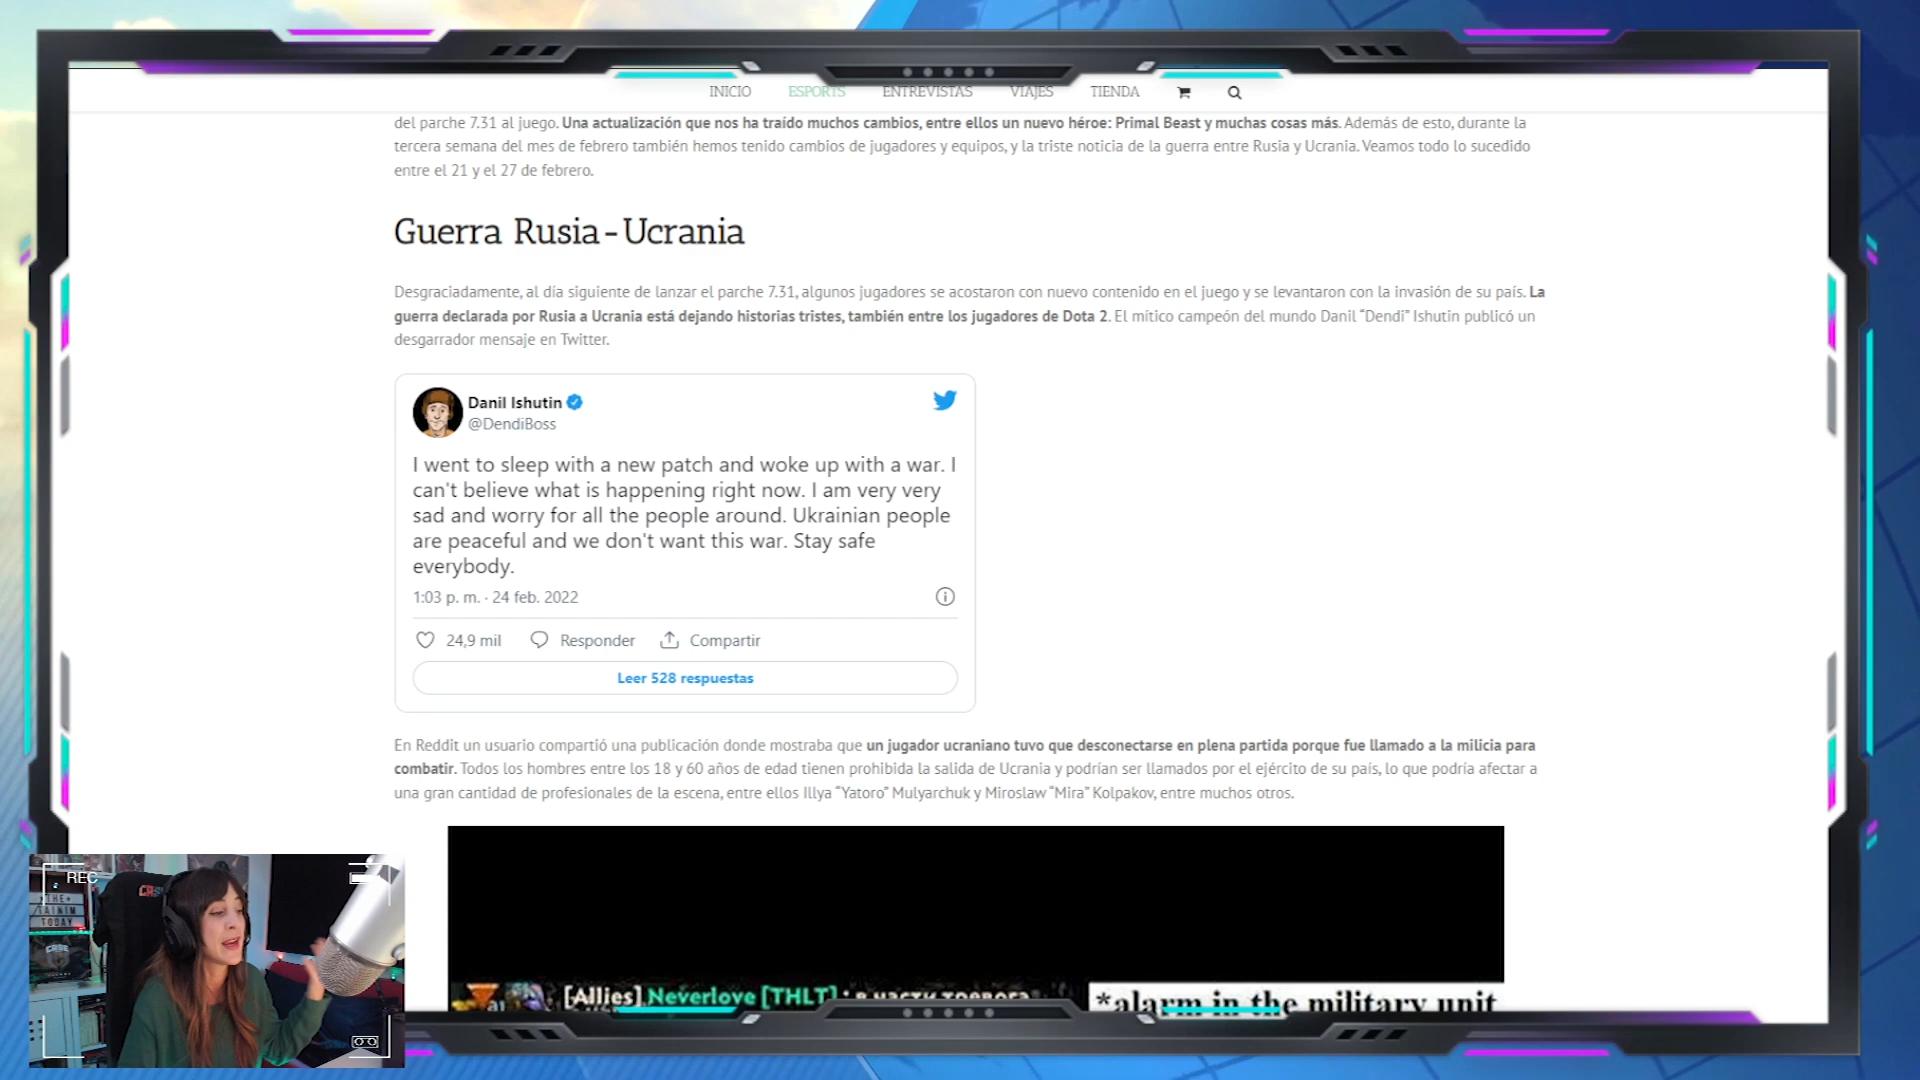 INICIO ESPORTS ENTREVISTAS VIAJES TIENDA
del parche 7.31 al juego. Una actualización que nos ha traído muchos cambios, entre ellos un nuevo héroe: Primal Beast y muchas cosas más. Además de esto, durante la
tercera semana del mes de febrero también hemos tenido cambios de jugadores y equipos, y la triste noticia de la guerra entre Rusia y Ucrania. Veamos todo lo sucedido
entre el 21 y el 27 de febrero.
Guerra Rusia-Ucrania
Desgraciadamente, al día siguiente de lanzar el parche 7.31, algunos jugadores se acostaron con nuevo contenido en el juego y se levantaron con la invasión de su país. La
guerra declarada por Rusia a Ucrania está dejando historias tristes, también entre los jugadores de Dota 2. El mítico campeón del mundo Danil "Dendi" Ishutin publicó un
desgarrador mensaje en Twitter.
Danil Ishutin
@DendiBoss
I went to sleep with a new patch and woke up with a war. I
can't believe what is happening right now. I am very very
sad and worry for all the people around. Ukrainian people
are peaceful and we don't want this war. Stay safe
everybody.
1:03 p. m. · 24 feb. 2022
24,9 mil Responder Compartir
Leer 528 respuestas
En Reddit un usuario compartió una publicación donde mostraba que un jugador ucraniano tuvo que desconectarse en plena partida porque fue llamado a la milicia para
combatir. Todos los hombres entre los 18 y 60 años de edad tienen prohibida la salida de Ucrania y podrían ser llamados por el ejército de su país, lo que podría afectar a
una gran cantidad de profesionales de la escena, entre ellos Illya "Yatoro" Mulyarchuk y Miroslaw "Mira" Kolpakov, entre muchos otros.
[Allies] Neverlove [THLT]: в части тревога
*alarm in the military unit
REC
THE
TAINIM
TODAY
CASE